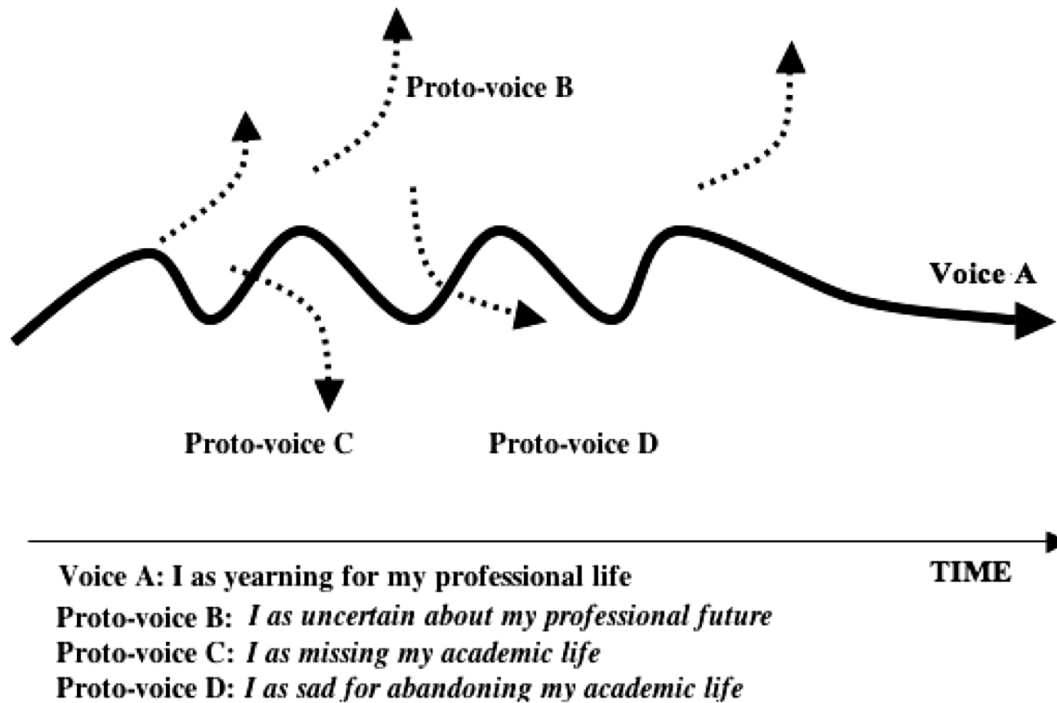 Proto-voice B
Voice A
Proto-voice C
Proto-voice D
TIME
Voice A: I as yearning for my professional life
Proto-voice B: I as uncertain about my professional future
Proto-voice C: I as missing my academic life
Proto-voice D: I as sad for abandoning my academic life